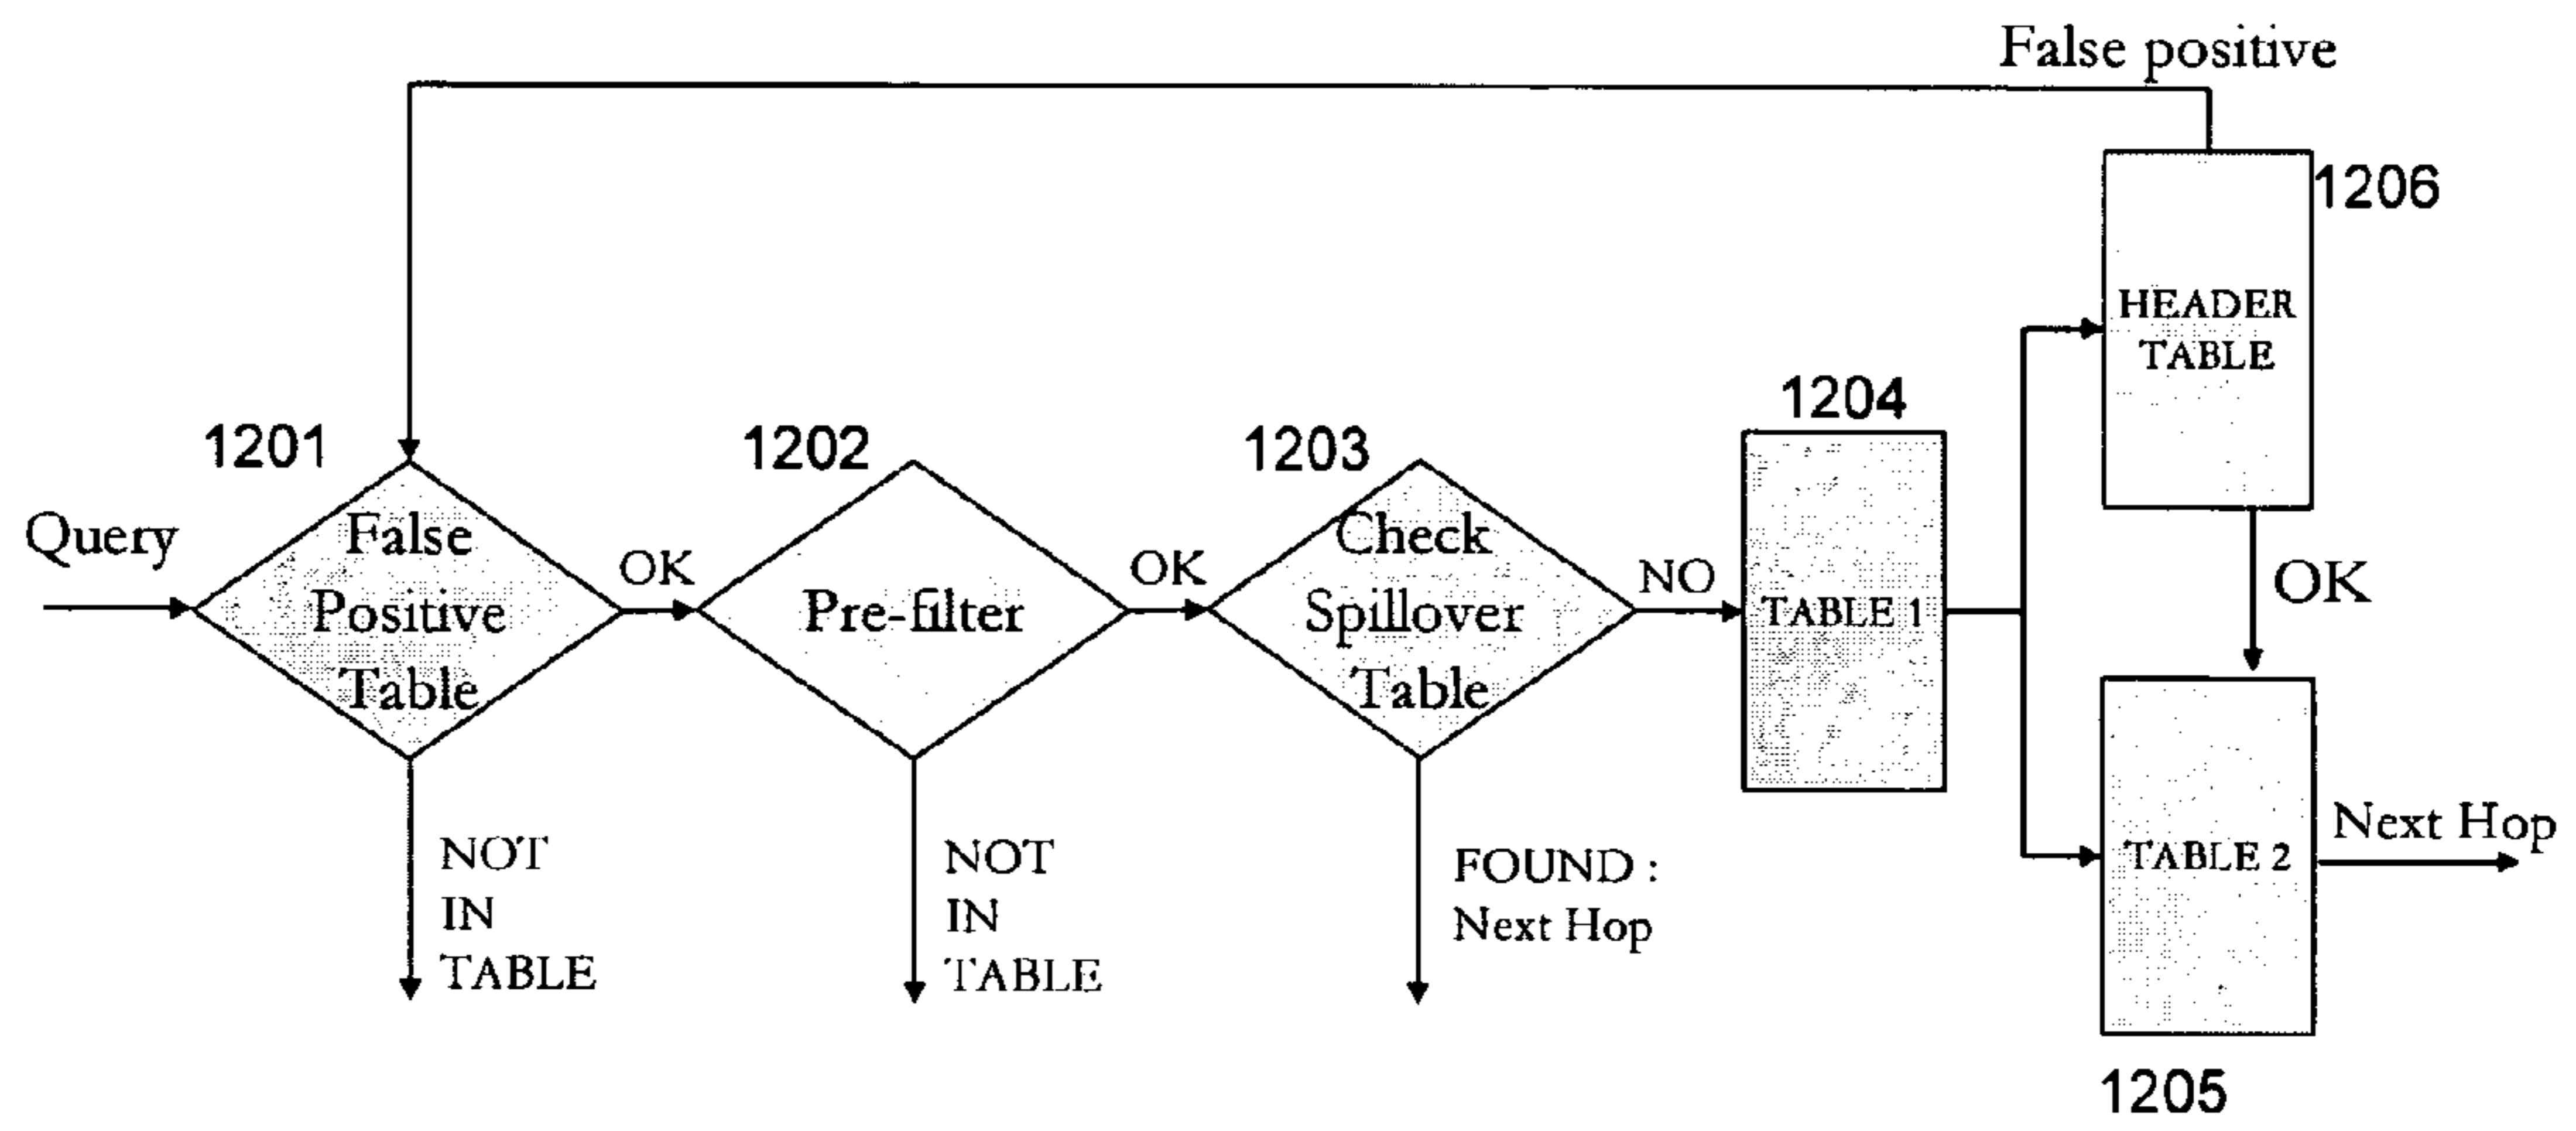 False positive
1206
HEADER
TABLE
1204
1201
1202
1203
Query
False
Positive
Table
OK
Pre-filter
OK
Check
Spillover
Table
NO
TABLE 1
OK
NOT
IN
TABLE
NOT
IN
TABLE
FOUND :
Next Hop
TABLE 2
Next Hop
1205